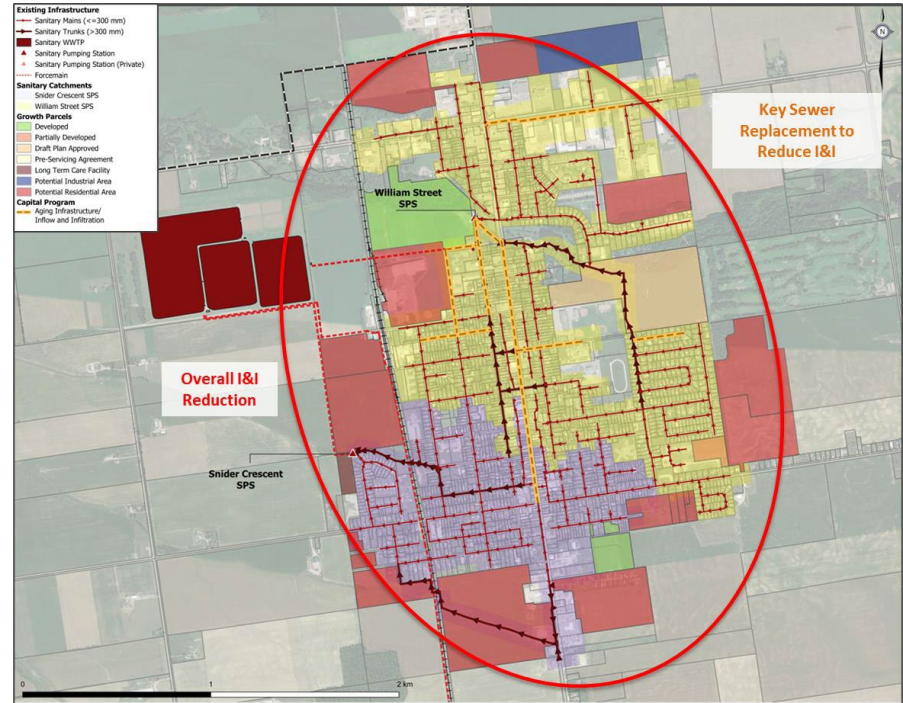 Existing Infrastructure
Sanitary Mains (<=300 mm)
Sanitary Trunks (>300 mm)
Sanitary WWTP
Sanitary Pumping Station
Sanitary Pumping Station (Private)
Forcemain
Sanitary Catchments
Snider Crescent SPS
William Street SPS
Growth Parcels
Developed
Partially Developed
Draft Plan Approved
Pre-Servicing Agreement
Long Term Care Facility
Potential Industrial Area
Potential Residential Area
Capital Program
Aging Infrastructure/
Inflow and Infiltration
N
Key Sewer
Replacement to
Reduce I&I
William Street
SPS
Overall I&I
Reduction
Snider Crescent
SPS
0
1
2 km